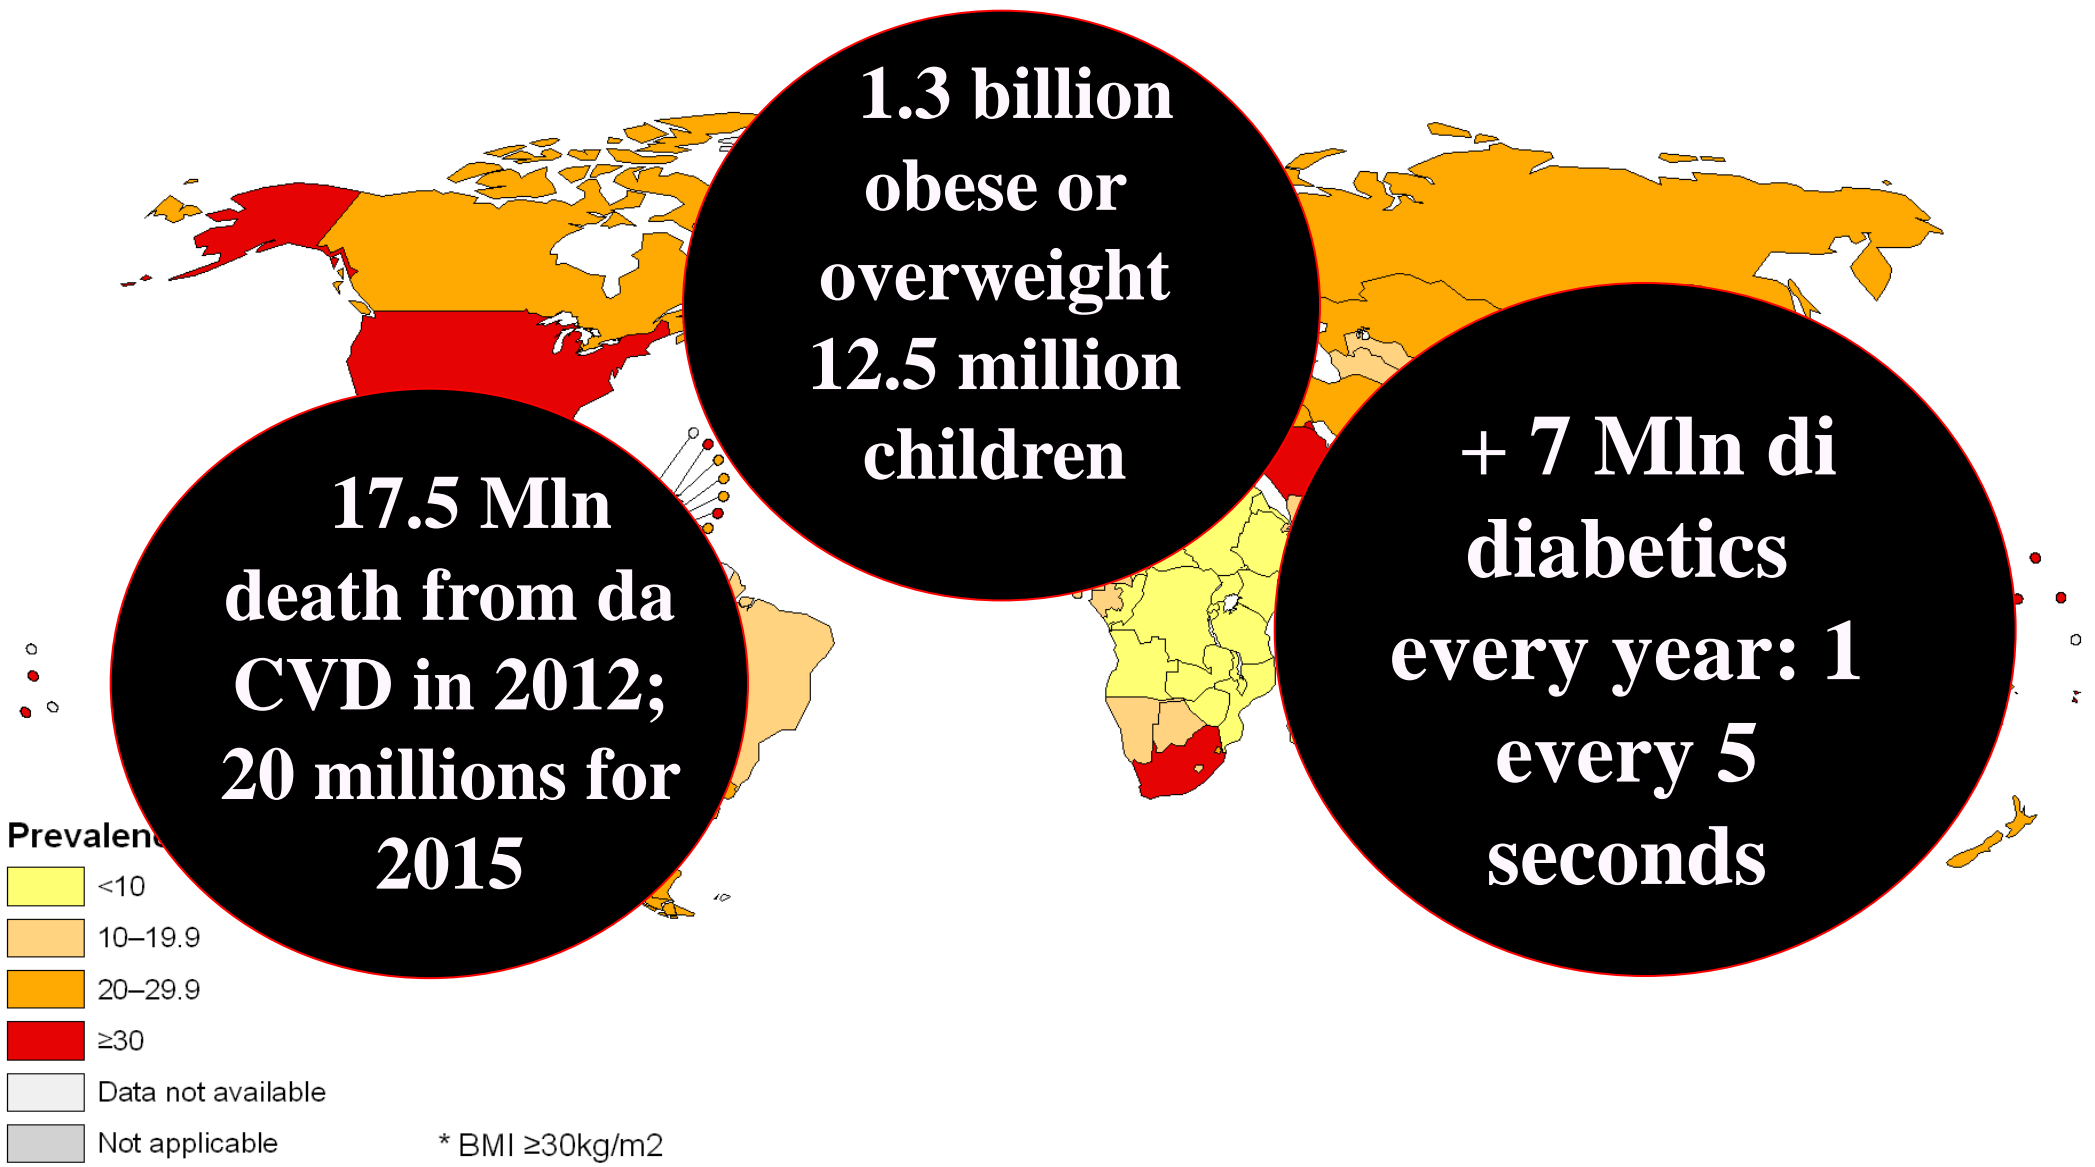 1.3 billion
obese or
overweight
12.5 million
children
17.5 Mln
death from da
CVD in 2012;
20 millions for
2015
+ 7 Mln di
diabetics
every year: 1
every 5
seconds
<10
10–19.9
20–29.9
≥30
Data not available
Not applicable
* BMI ≥30kg/m2